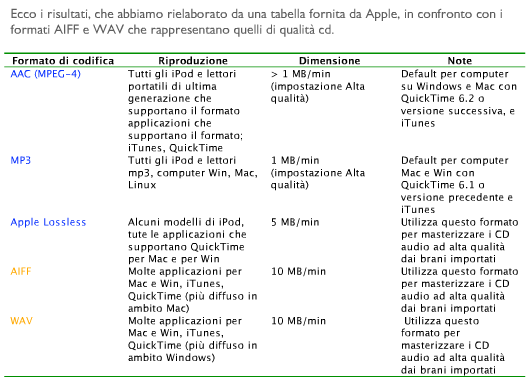 Ecco i risultati, che abbiamo rielaborato da una tabella fornita da Apple, in confronto con i
formati AIFF e WAV che rappresentano quelli di qualità cd.
Formato di codifica Riproduzione Dimensione Note
AAC (MPEG-4) Tutti gli iPod e lettori > 1 MB/min Default per computer
portatili di ultima (impostazione Alta su Windows e Mac con
generazione che qualità) QuickTime 6.2 o
supportano il formato versione successiva, e
applicazioni che iTunes
supportano il formato;
iTunes, QuickTime
MP3 Tutti gli iPod e lettori 1 MB/min Default per computer
mp3, computer Win, Mac, (impostazione Alta Mac e Win con
Linux qualità) QuickTime 6.1 o
versione precedente e
iTunes
Apple Lossless Alcuni modelli di iPod, 5 MB/min Utilizza questo formato
tute le applicazioni che per masterizzare i CD
supportano QuickTime audio ad alta qualità
per Mac e per Win dai brani importati
AIFF Molte applicazioni per 10 MB/min Utilizza questo formato
Mac e Win, iTunes, per masterizzare i CD
QuickTime (più diffuso in audio ad alta qualità
ambito Mac) dai brani importati
WAV Molte applicazioni per 10 MB/min Utilizza questo
Mac e Win, iTunes, formato per
QuickTime (più diffuso in masterizzare i CD
ambito Windows) audio ad alta qualità
dai brani importati